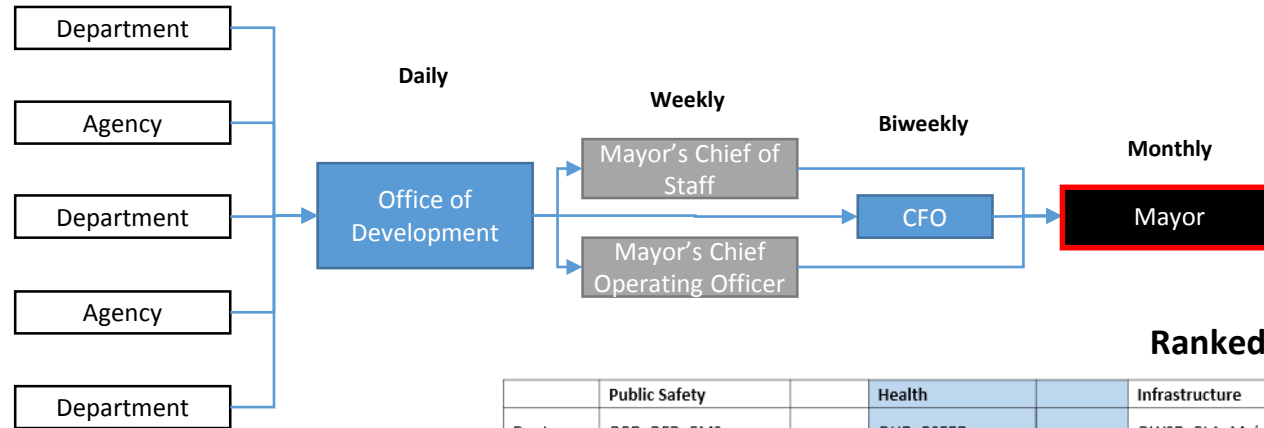 Department
Agency
Department
Agency
Department
Daily
Office of
Development
Weekly
Mayor's Chief of
Staff
Mayor's Chief
Operating Officer
Biweekly
CFO
Monthly
Mayor
Ranked
Public Safety Health Infrastructure